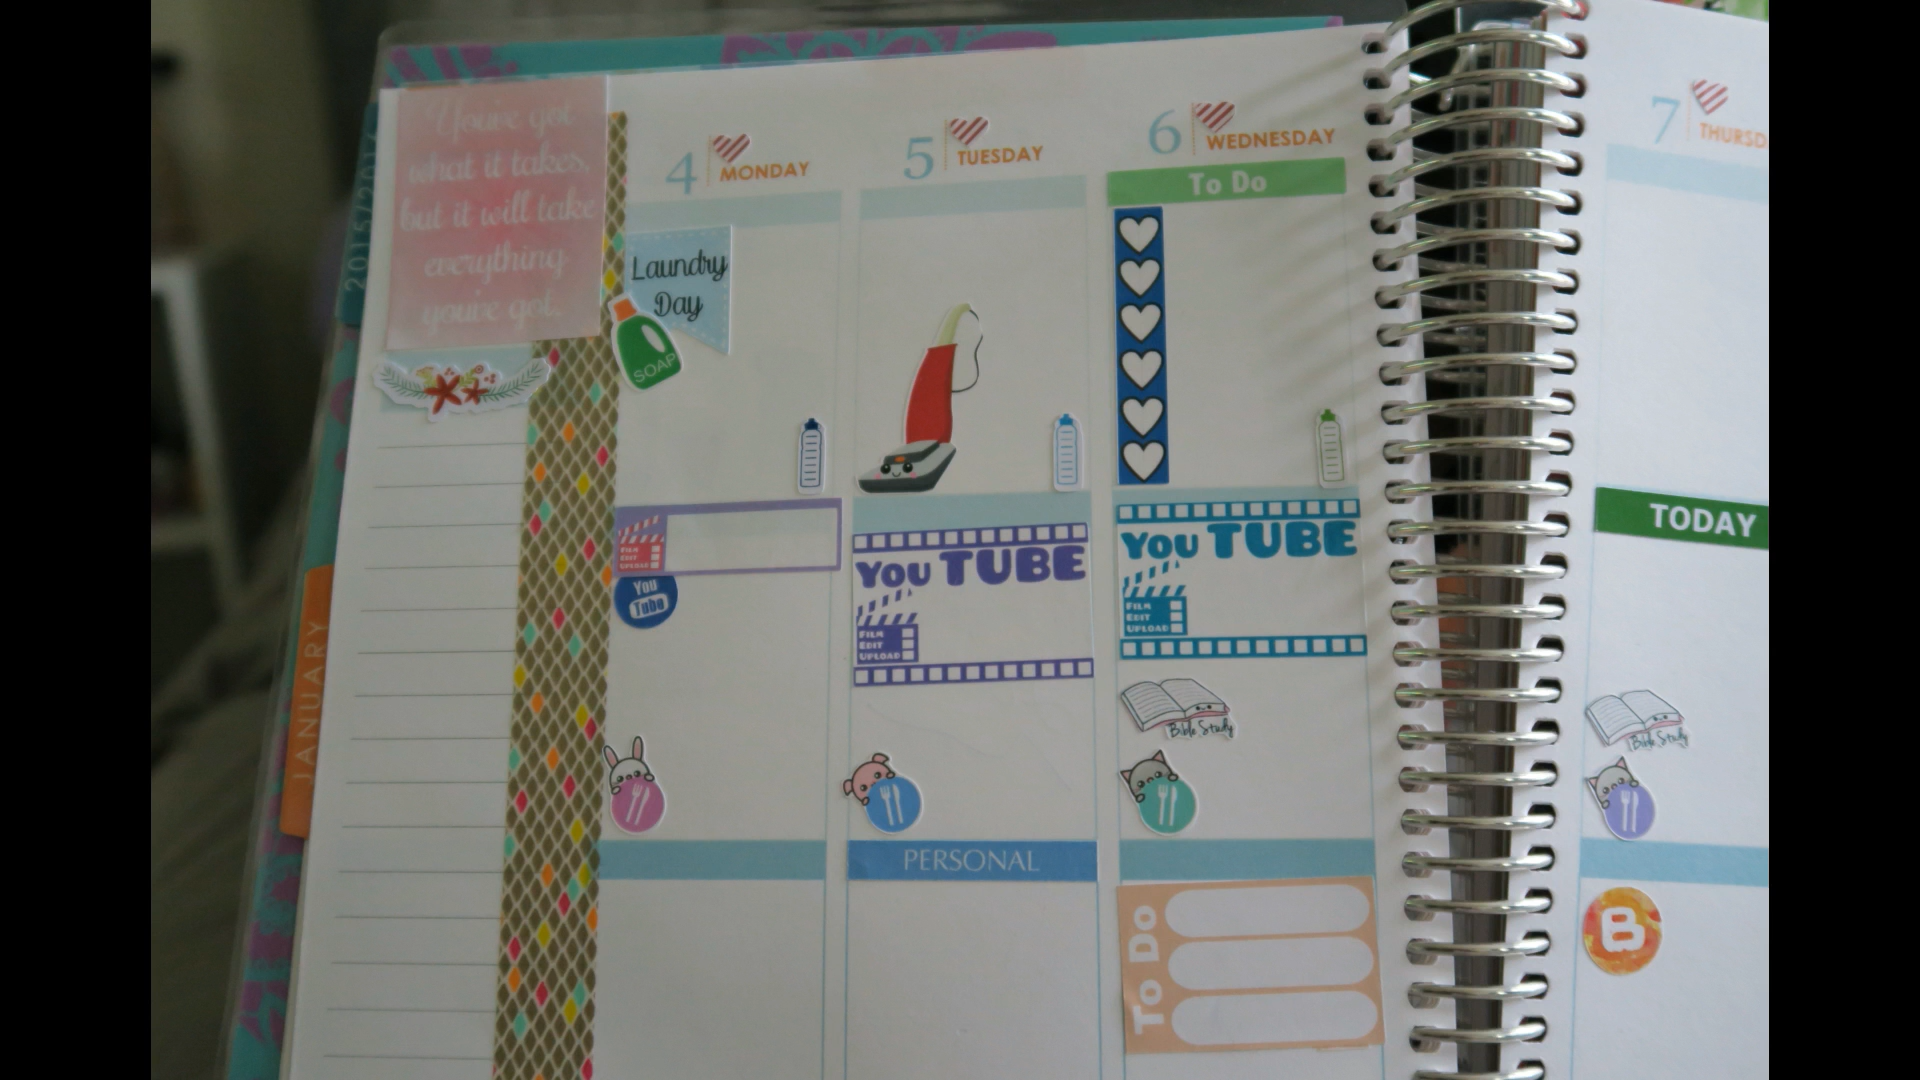 You've got
what it takes,
but it will take
everything
you've got.
2015/2016
JANUARY
4 MONDAY
Laundry
Day
SOAP
FILM
EDIT
UPLOAD
You
Tube
5 TUESDAY
YOU TUBE
FILM
EDIT
UPLOAD
PERSONAL
6 WEDNESDAY
To Do
YOU TUBE
FILM
EDIT
UPLOAD
Bible Study
TO DO
7 THURSD
TODAY
Bible Study
B